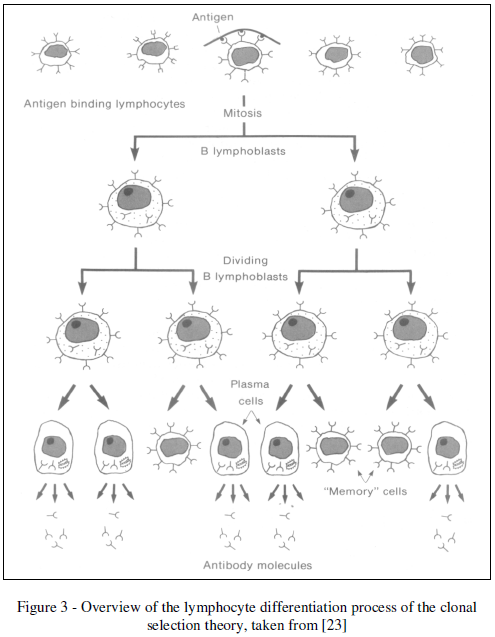 Antigen
Antigen binding lymphocytes
Mitosis
B lymphoblasts
Dividing
B lymphoblasts
Plasma
cells
"Memory" cells
Antibody molecules
Figure 3 - Overview of the lymphocyte differentiation process of the clonal
selection theory, taken from [23]